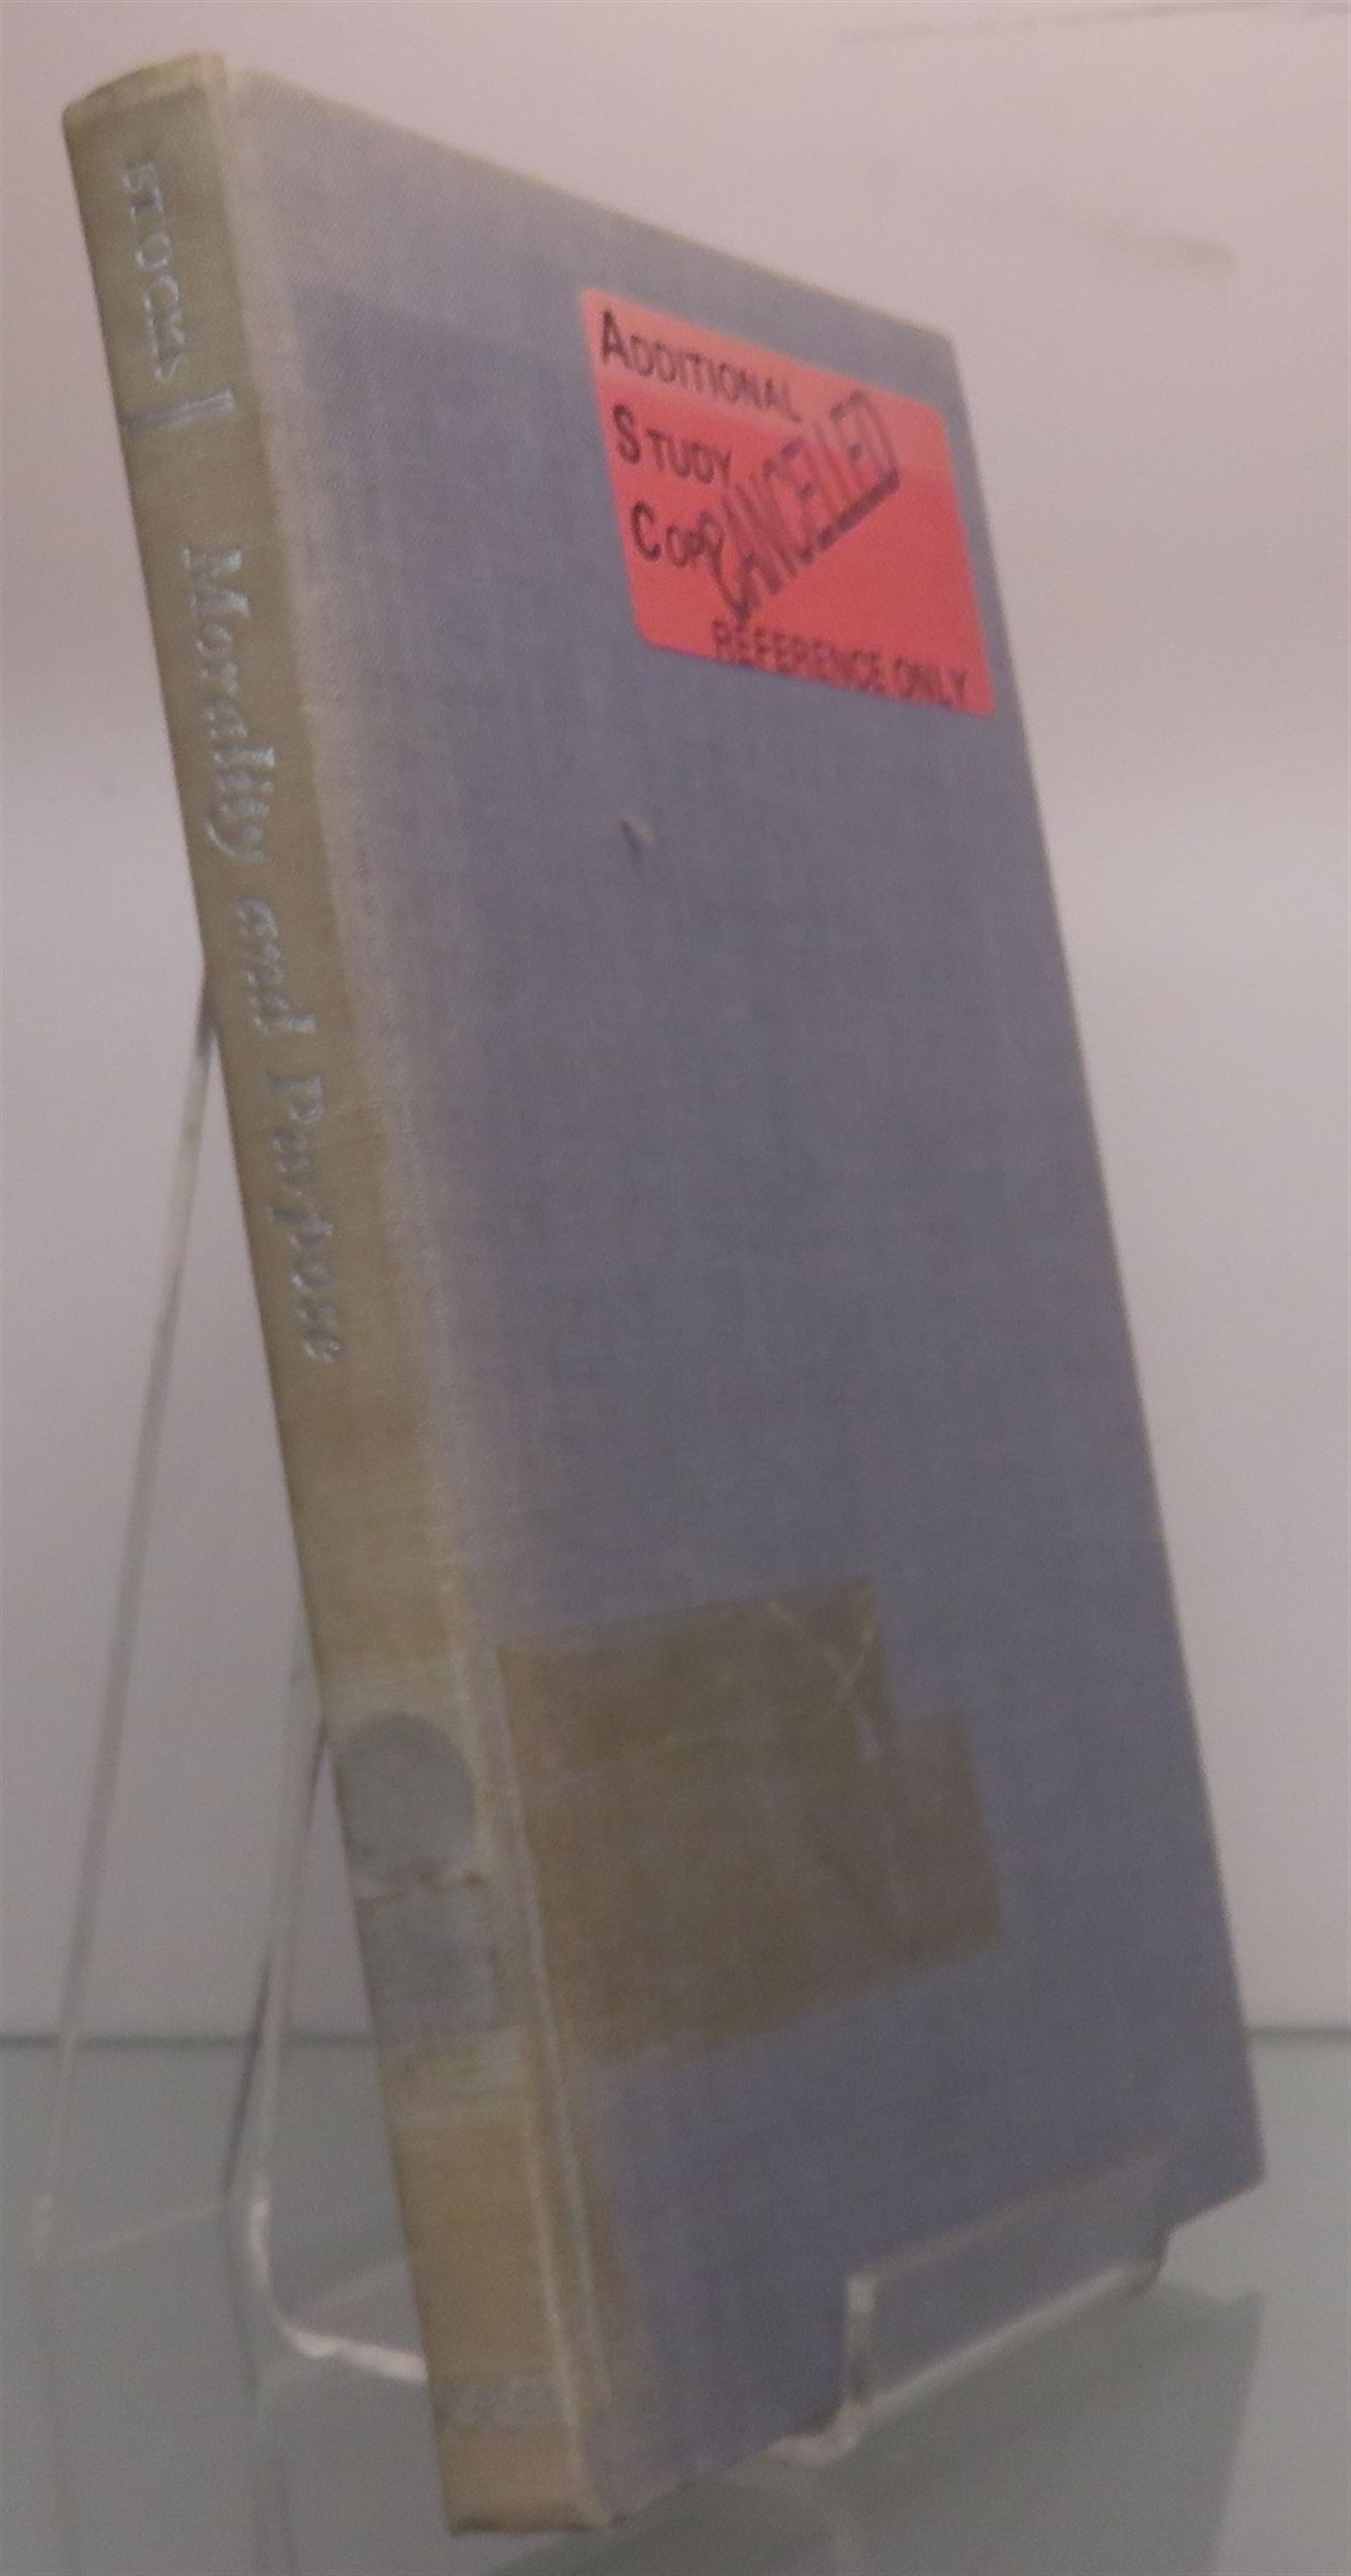 STOCKS
Morality and Purpose
ADDITIONAL
STUDY
COPY
CANCELLED
REFERENCE ONLY